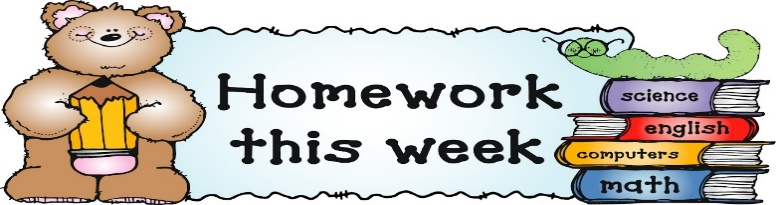 Homework
this week
science
english
computers
math